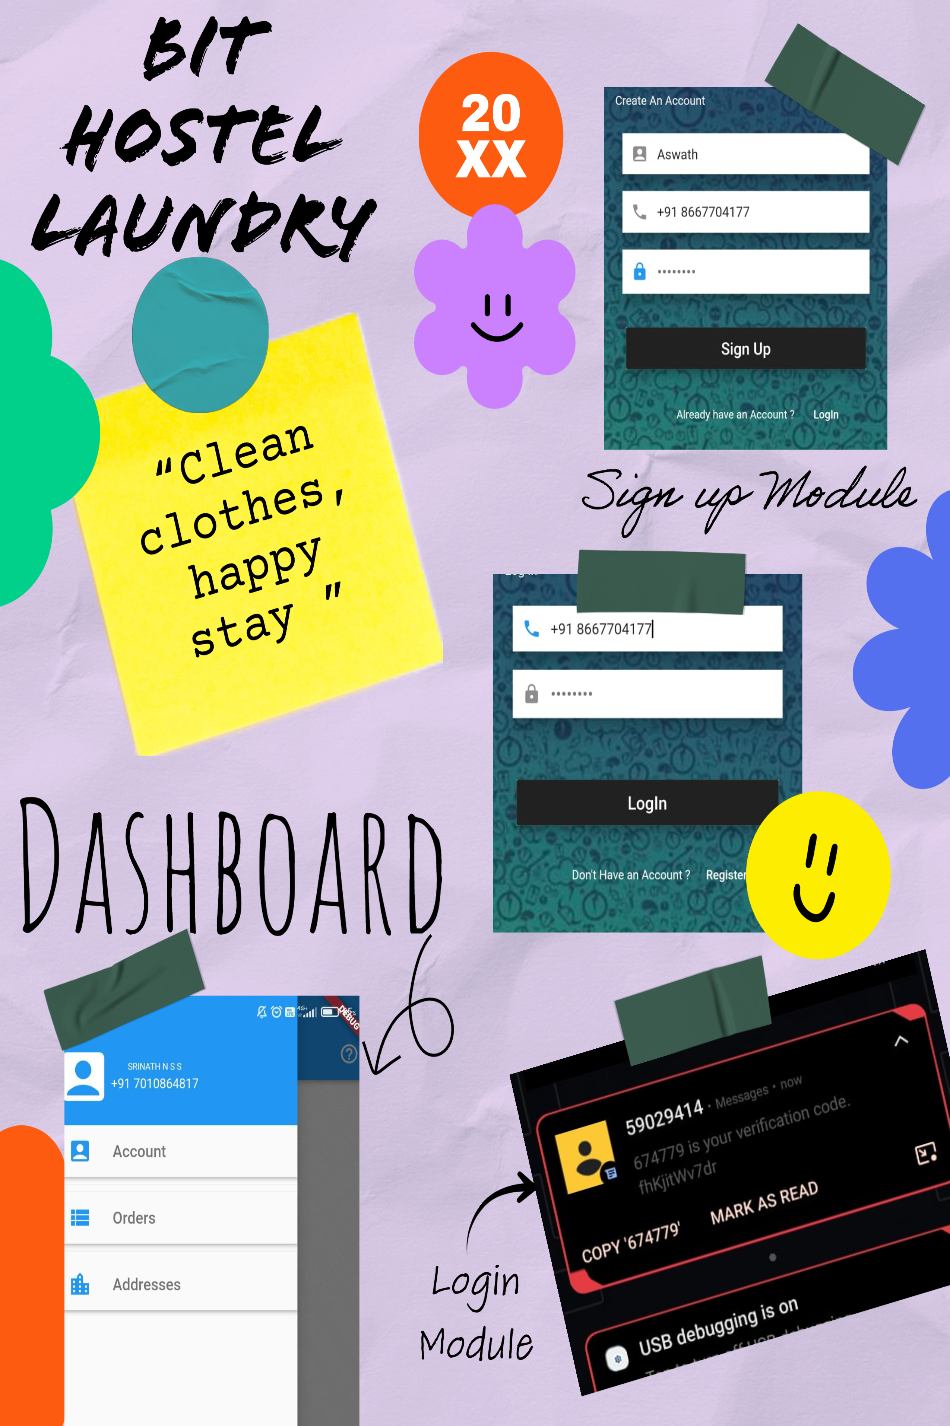 BIT
HOSTEL
LAUNDRY
20
XX
Create An Account
Aswath
+91 8667704177
••••••••
Sign Up
Already have an Account ? LogIn
Sign up Module
"Clean
clothes,
happy
stay "
+91 8667704177
••••••••
LogIn
Don't Have an Account ? Register
DASHBOARD
DEBUG
SRINATH N S S
+91 7010864817
Account
Orders
Addresses
59029414 · Messages · now
674779 is your verification code.
fhKjitWv7dr
COPY '674779' MARK AS READ
USB debugging is on
Login
Module